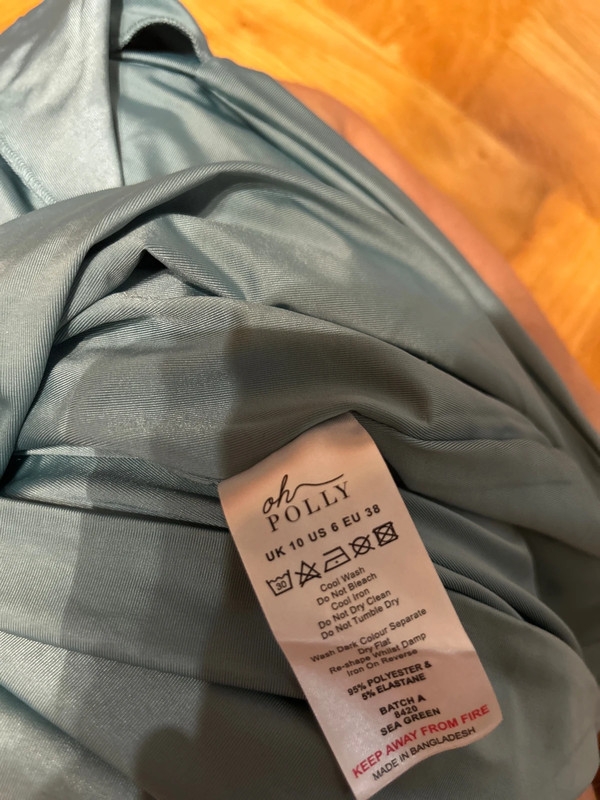 oh
POLLY
UK 10 US 6 EU 38
30
Cool Wash
Do Not Bleach
Cool Iron
Do Not Dry Clean
Do Not Tumble Dry
Wash Dark Colour Separate
Dry Flat
Re-shape Whilst Damp
Iron On Reverse
95% POLYESTER &
5% ELASTANE
BATCH A
8420
SEA GREEN
KEEP AWAY FROM FIRE
MADE IN BANGLADESH